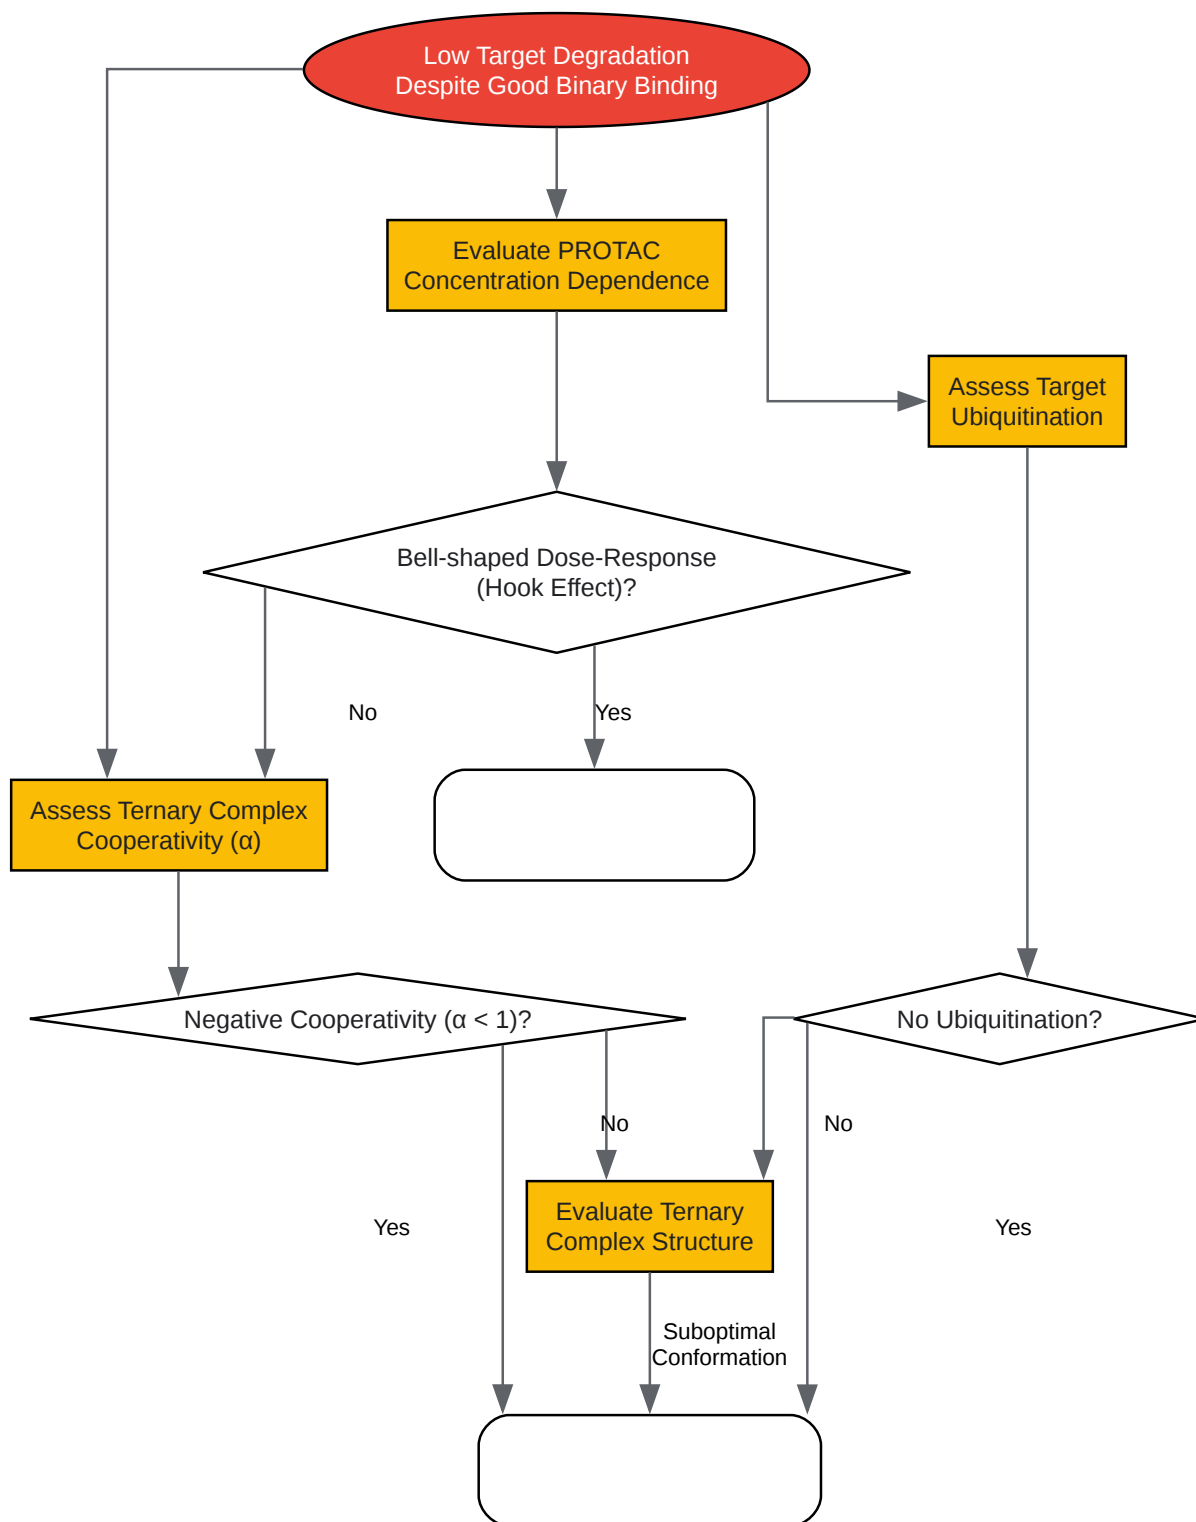 Low Target Degradation
Despite Good Binary Binding
Evaluate PROTAC
Concentration Dependence
Assess Target
Ubiquitination
Bell-shaped Dose-Response
(Hook Effect)?
No
Yes
Assess Ternary Complex
Cooperativity (α)
Negative Cooperativity (α < 1)?
No Ubiquitination?
No
No
Evaluate Ternary
Complex Structure
Yes
Yes
Suboptimal
Conformation